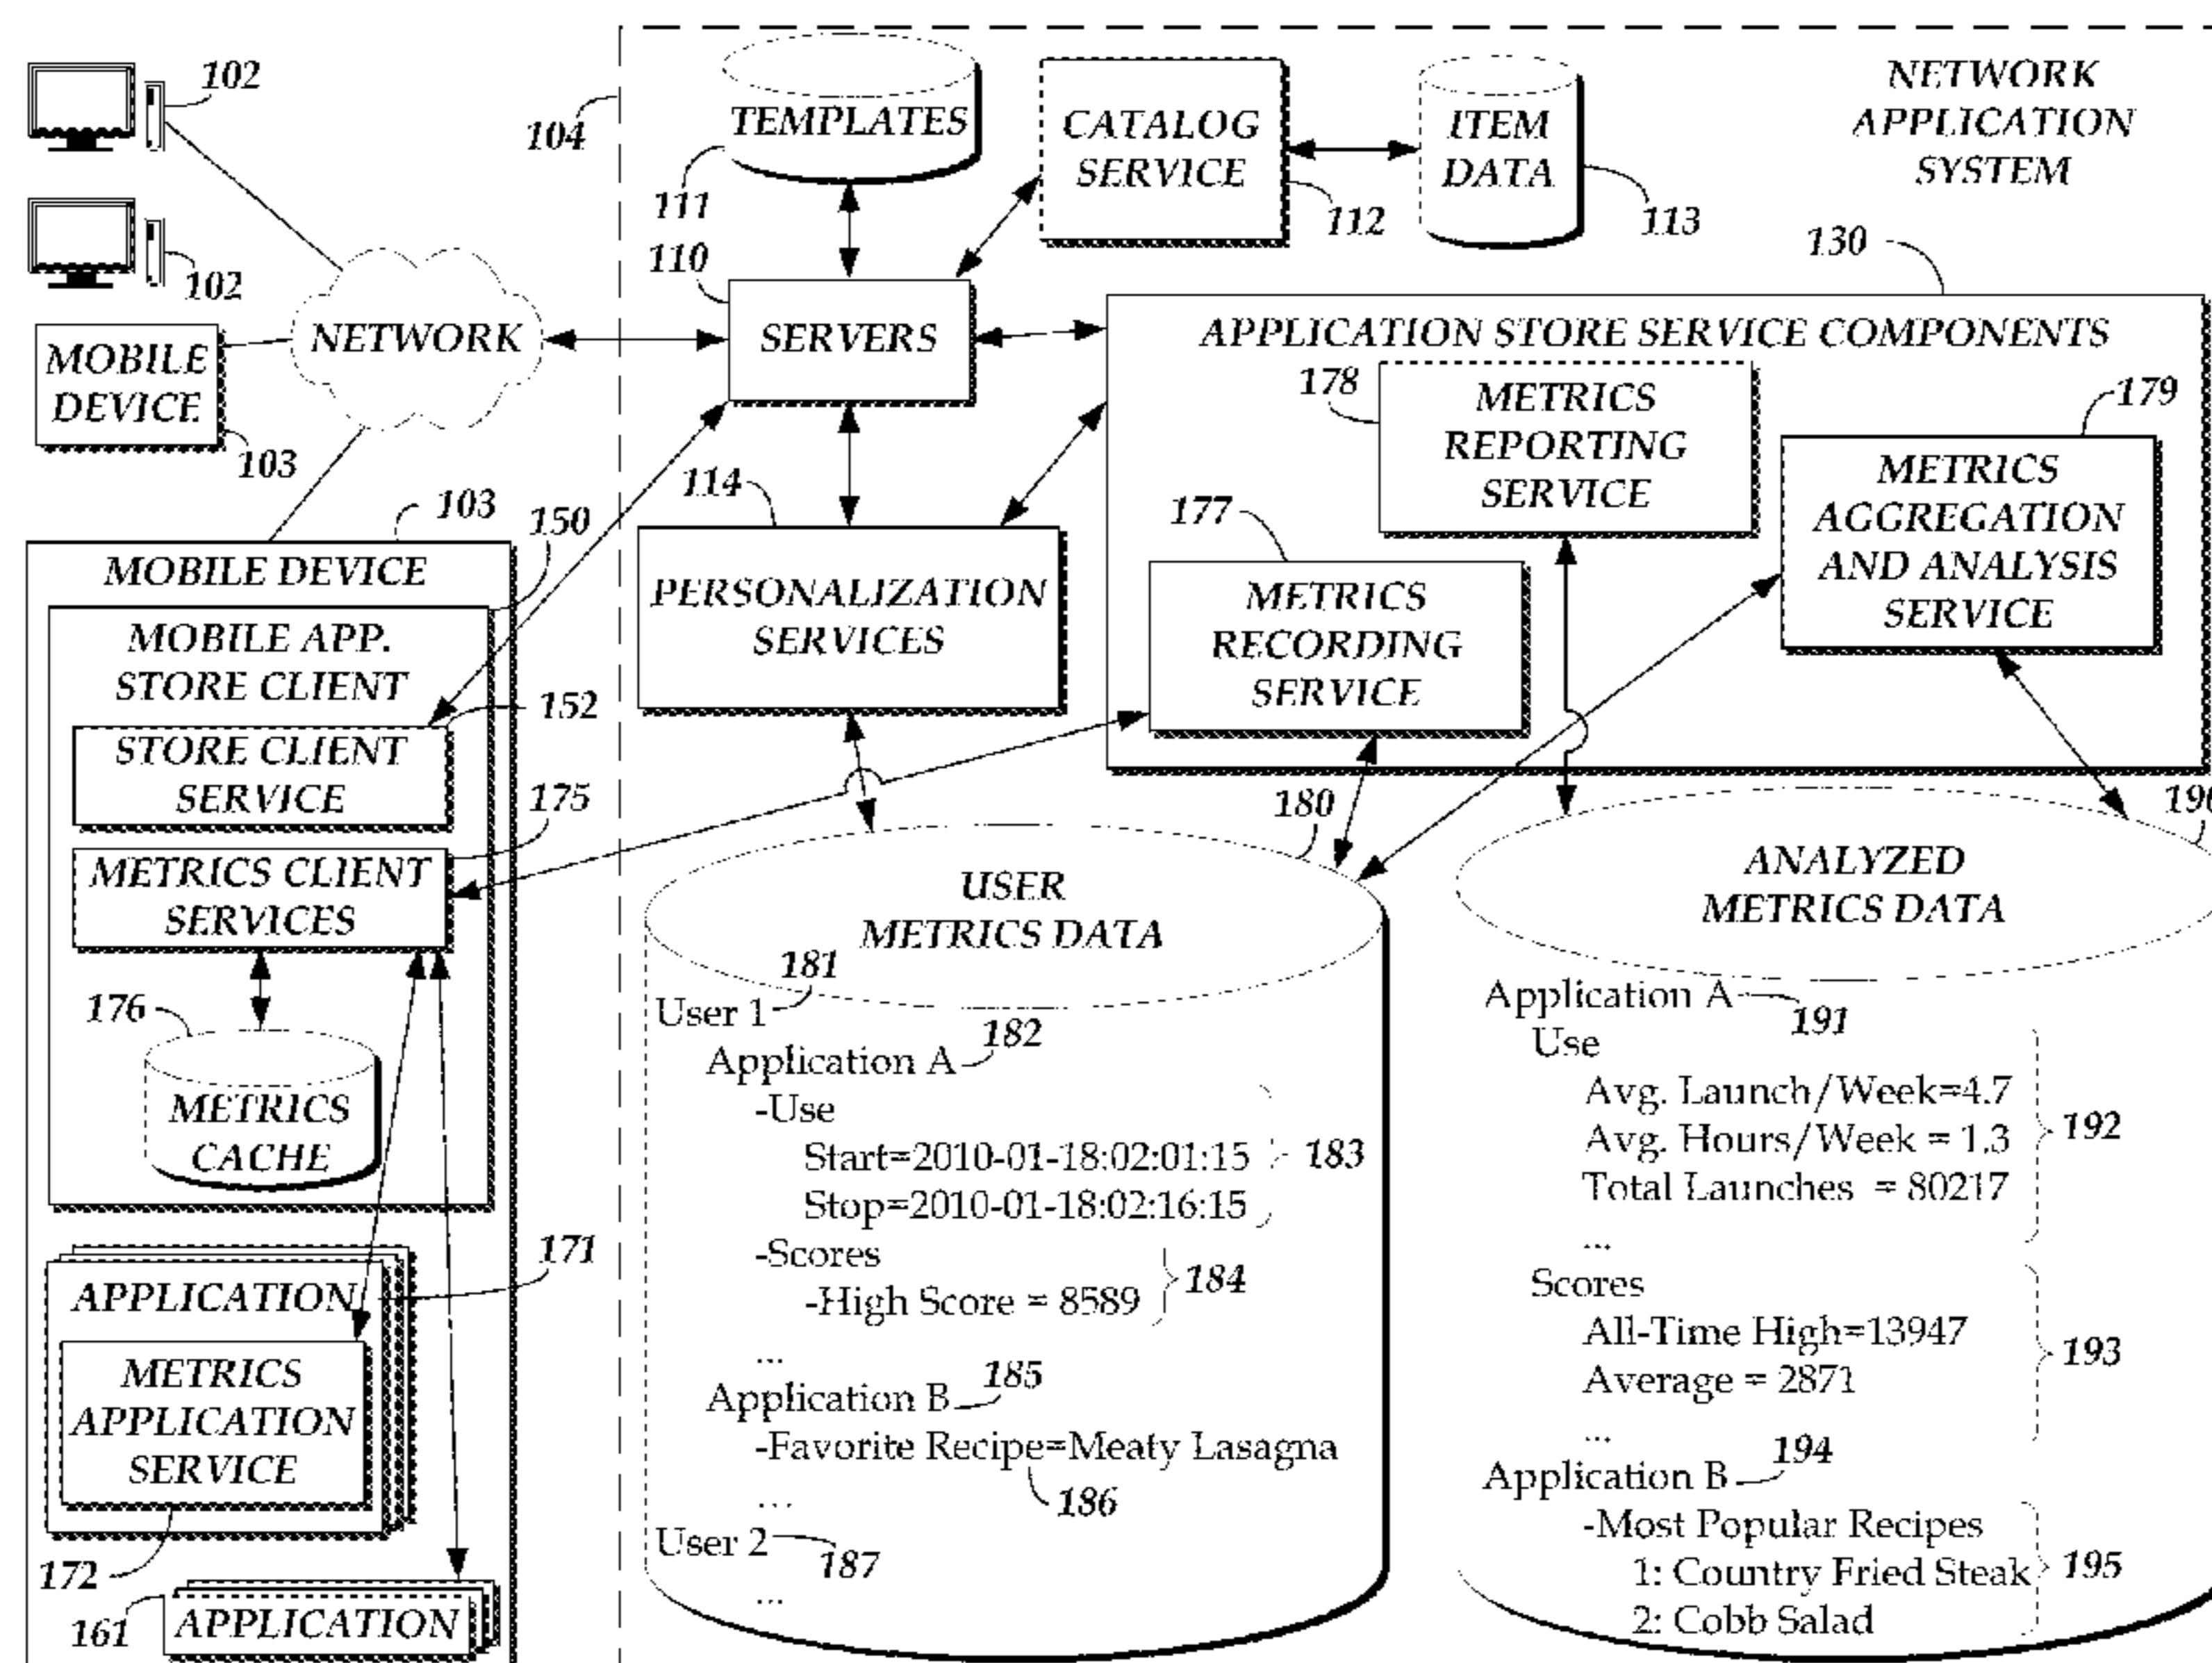 102
102
MOBILE
DEVICE
103
NETWORK
103
150
MOBILE DEVICE
MOBILE APP.
STORE CLIENT
152
STORE CLIENT
SERVICE
175
METRICS CLIENT
SERVICES
176
METRICS
CACHE
171
APPLICATION
METRICS
APPLICATION
SERVICE
172
161
APPLICATION
104
NETWORK
APPLICATION
SYSTEM
TEMPLATES
111
CATALOG
SERVICE
112
ITEM
DATA
113
110
SERVERS
130
APPLICATION STORE SERVICE COMPONENTS
178
METRICS
REPORTING
SERVICE
179
METRICS
AGGREGATION
AND ANALYSIS
SERVICE
177
METRICS
RECORDING
SERVICE
114
PERSONALIZATION
SERVICES
180
USER
METRICS DATA
181
User 1
182
Application A
-Use
Start=2010-01-18:02:01:15
183
Stop=2010-01-18:02:16:15
-Scores
184
-High Score = 8589
...
185
Application B
-Favorite Recipe=Meaty Lasagna
186
...
User 2
187
...
ANALYZED
METRICS DATA
Application A
191
Use
Avg. Launch/Week=4.7
Avg. Hours/Week = 1.3
192
Total Launches = 80217
...
Scores
All-Time High=13947
193
Average = 2871
...
194
Application B
-Most Popular Recipes
1: Country Fried Steak
195
2: Cobb Salad